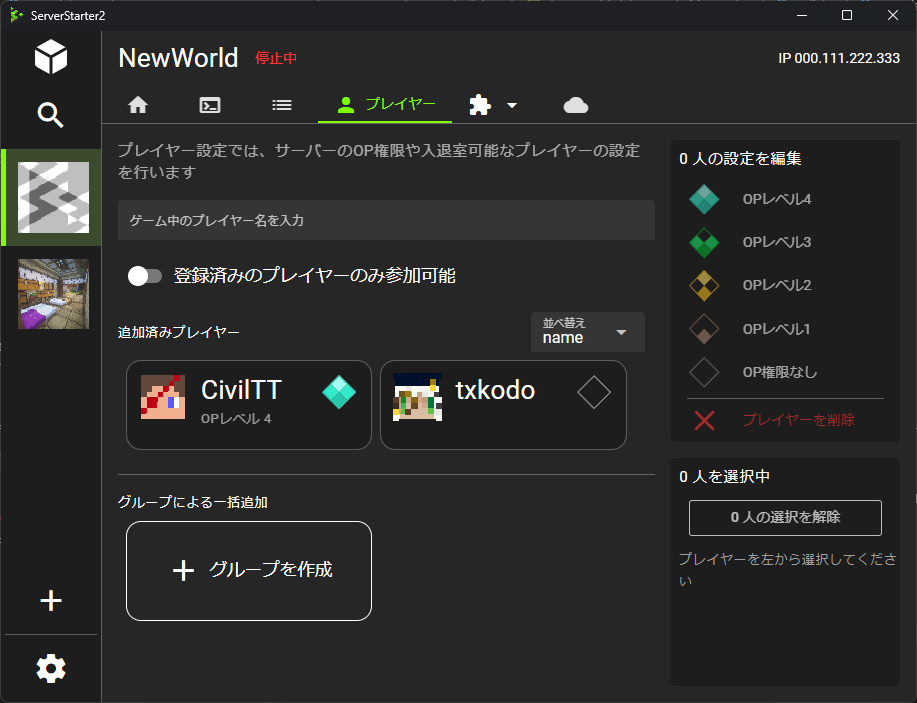 ServerStarter2
NewWorld 停止中
IP 000.111.222.333
プレイヤー
プレイヤー設定では、サーバーのOP権限や入退室可能なプレイヤーの設定
を行います
ゲーム中のプレイヤー名を入力
登録済みのプレイヤーのみ参加可能
追加済みプレイヤー
並べ替え
name
CivilTT
OPレベル 4
txkodo
グループによる一括追加
グループを作成
0 人の設定を編集
OPレベル4
OPレベル3
OPレベル2
OPレベル1
OP権限なし
プレイヤーを削除
0 人を選択中
0 人の選択を解除
プレイヤーを左から選択してくださ
い